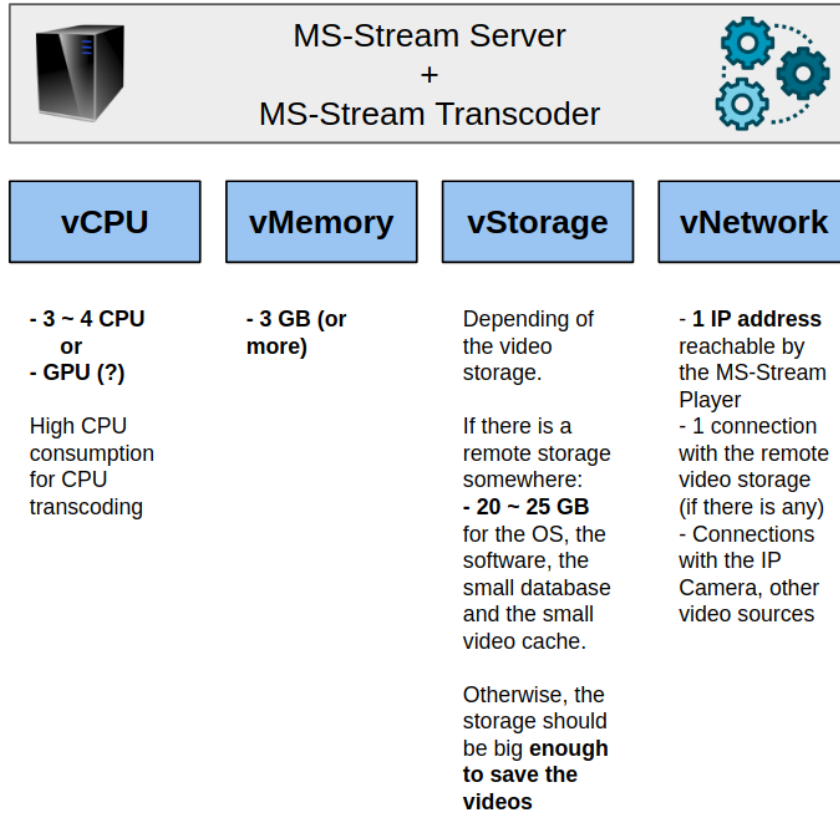 MS-Stream Server
+
MS-Stream Transcoder
vCPU
vMemory
vStorage
vNetwork
- 3 ~ 4 CPU
or
- GPU (?)
High CPU
consumption
for CPU
transcoding
- 3 GB (or
more)
Depending of
the video
storage.
If there is a
remote storage
somewhere:
- 20 ~ 25 GB
for the OS, the
software, the
small database
and the small
video cache.
Otherwise, the
storage should
be big enough
to save the
videos
- 1 IP address
reachable by
the MS-Stream
Player
- 1 connection
with the remote
video storage
(if there is any)
- Connections
with the IP
Camera, other
video sources